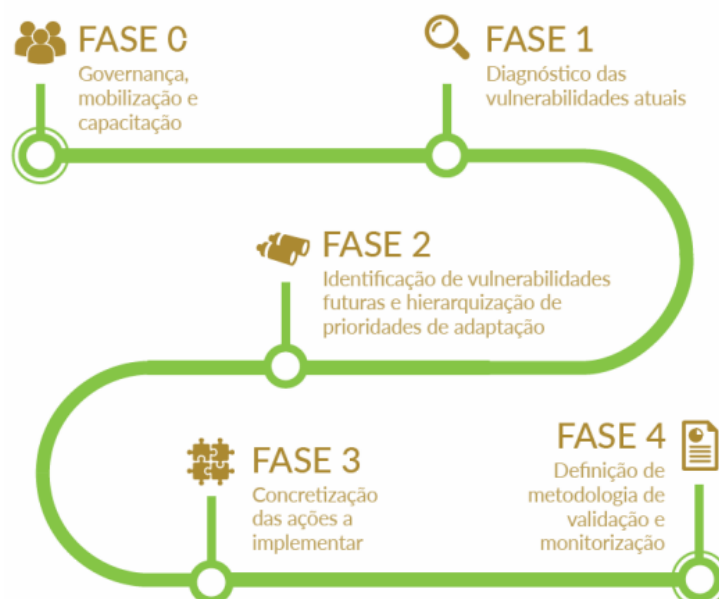 FASE 0
Governança,
mobilização e
capacitação
FASE 1
Diagnóstico das
vulnerabilidades atuais
FASE 2
Identificação de vulnerabilidades
futuras e hierarquização de
prioridades de adaptação
FASE 3
Concretização
das ações a
implementar
FASE 4
Definição de
metodologia de
validação e
monitorização